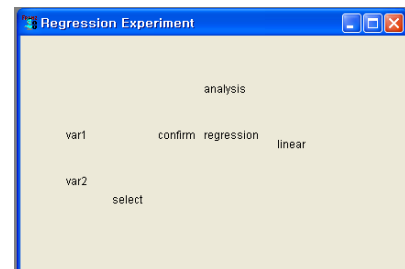 Regression Experiment
analysis
var1 confirm regression
linear
var2
select